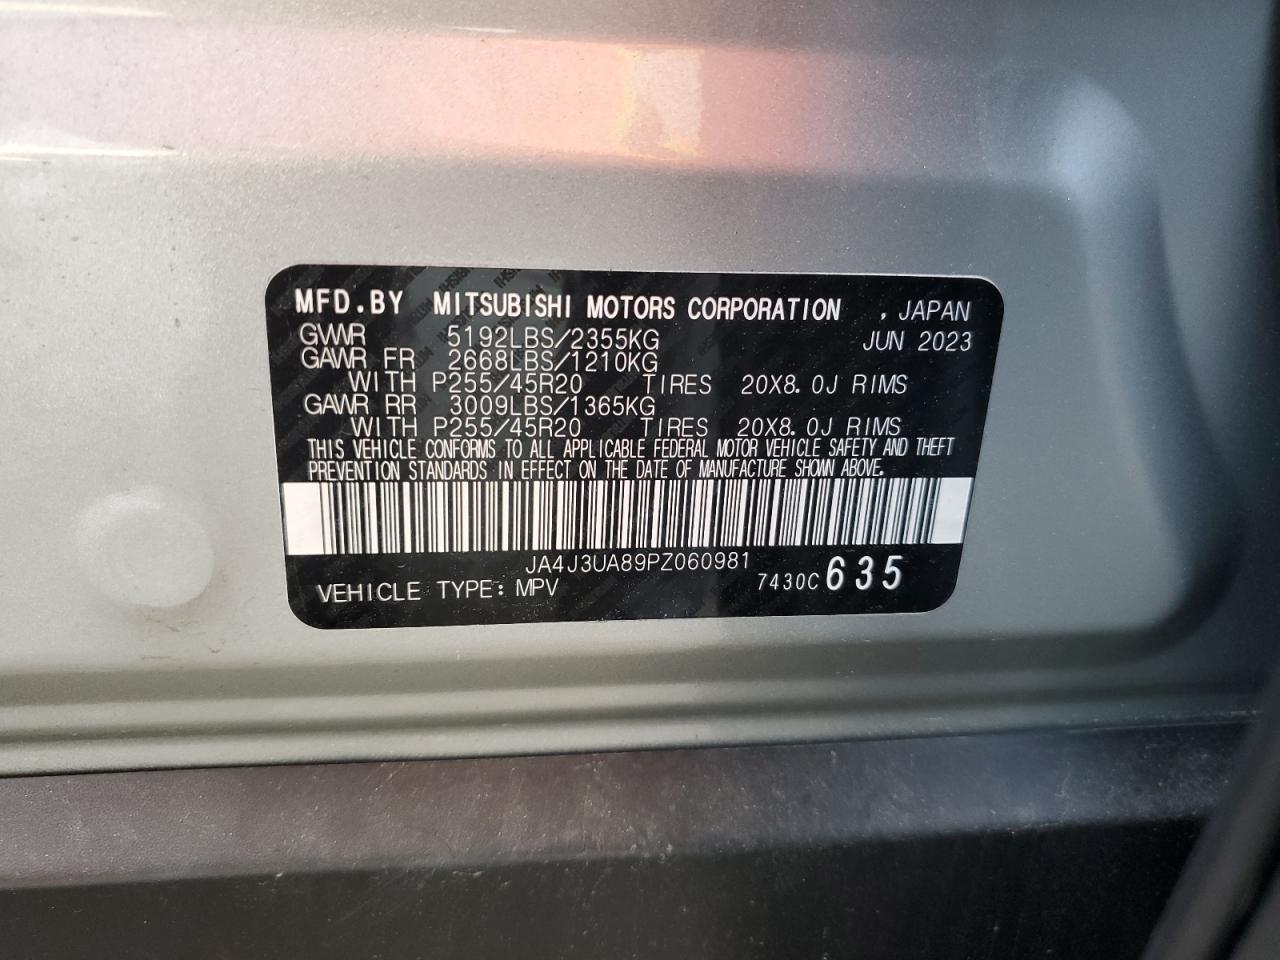 MFD.BY MITSUBISHI MOTORS CORPORATION , JAPAN
GVWR 5192LBS/2355KG JUN 2023
GAWR FR 2668LBS/1210KG
WITH P255/45R20 TIRES 20X8.0J RIMS
GAWR RR 3009LBS/1365KG
WITH P255/45R20 TIRES 20X8.0J RIMS
THIS VEHICLE CONFORMS TO ALL APPLICABLE FEDERAL MOTOR VEHICLE SAFETY AND THEFT
PREVENTION STANDARDS IN EFFECT ON THE DATE OF MANUFACTURE SHOWN ABOVE.
JA4J3UA89PZ060981
VEHICLE TYPE: MPV 7430C 635